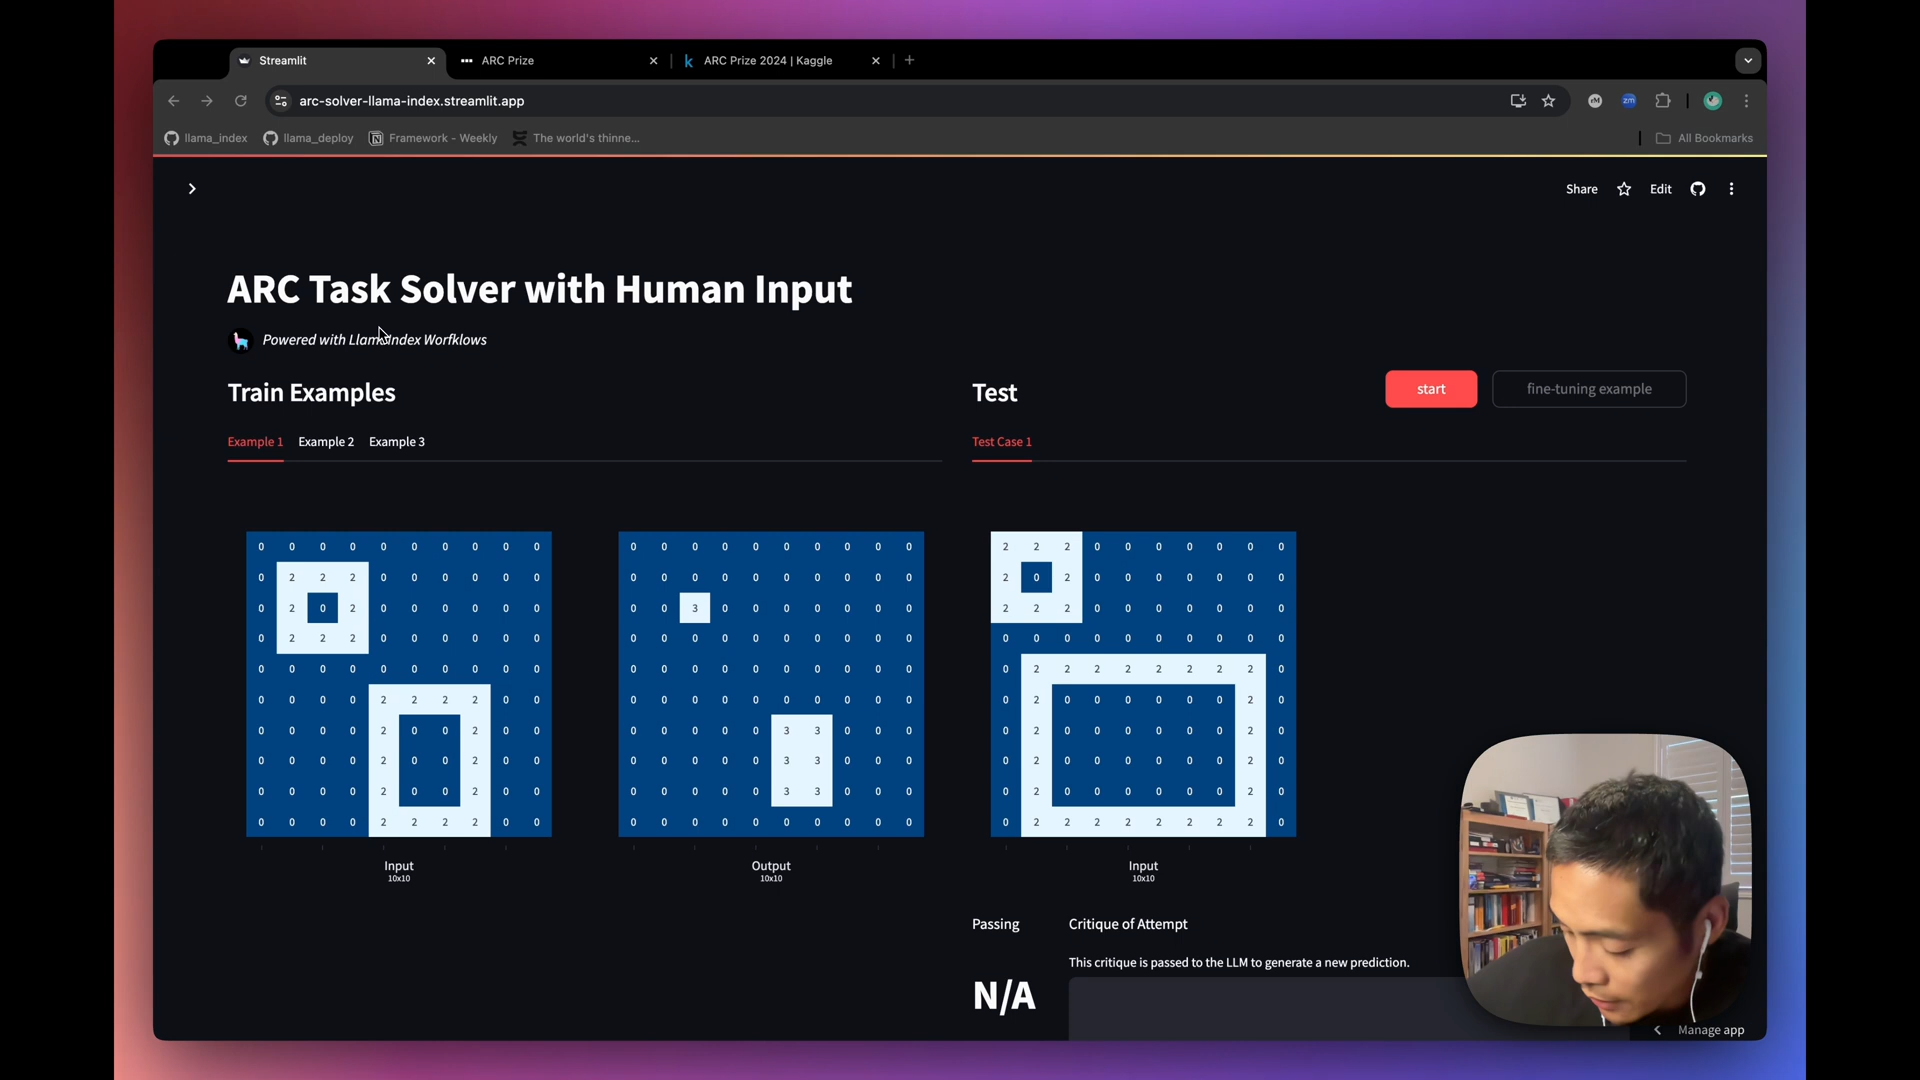 Streamlit
ARC Prize
ARC Prize 2024 | Kaggle
arc-solver-llama-index.streamlit.app
zm
llama_index
llama_deploy
Framework - Weekly
The world's thinne...
All Bookmarks
Share
Edit
ARC Task Solver with Human Input
Powered with LlamaIndex Worfklows
Train Examples
Example 1 Example 2 Example 3
0 0 0 0 0 0 0 0 0 0
0 2 2 2 0 0 0 0 0 0
0 2 0 2 0 0 0 0 0 0
0 2 2 2 0 0 0 0 0 0
0 0 0 0 0 0 0 0 0 0
0 0 0 0 2 2 2 2 0 0
0 0 0 0 2 0 0 2 0 0
0 0 0 0 2 0 0 2 0 0
0 0 0 0 2 0 0 2 0 0
0 0 0 0 2 2 2 2 0 0
Input
10x10
0 0 0 0 0 0 0 0 0 0
0 0 0 0 0 0 0 0 0 0
0 0 3 0 0 0 0 0 0 0
0 0 0 0 0 0 0 0 0 0
0 0 0 0 0 0 0 0 0 0
0 0 0 0 0 0 0 0 0 0
0 0 0 0 0 3 3 0 0 0
0 0 0 0 0 3 3 0 0 0
0 0 0 0 0 3 3 0 0 0
0 0 0 0 0 0 0 0 0 0
Output
10x10
Test
start
fine-tuning example
Test Case 1
2 2 2 0 0 0 0 0 0 0
2 0 2 0 0 0 0 0 0 0
2 2 2 0 0 0 0 0 0 0
0 0 0 0 0 0 0 0 0 0
0 2 2 2 2 2 2 2 2 0
0 2 0 0 0 0 0 0 2 0
0 2 0 0 0 0 0 0 2 0
0 2 0 0 0 0 0 0 2 0
0 2 0 0 0 0 0 0 2 0
0 2 2 2 2 2 2 2 2 0
Input
10x10
Passing
N/A
Critique of Attempt
This critique is passed to the LLM to generate a new prediction.
Manage app